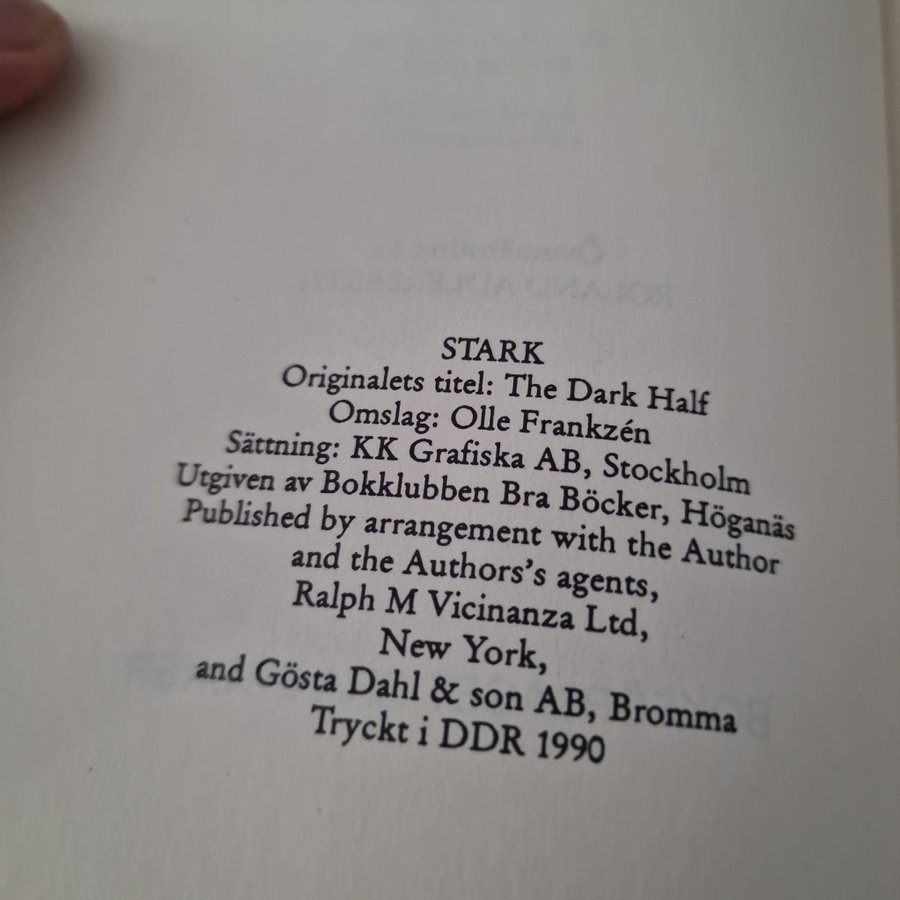 STARK
Originalets titel: The Dark Half
Omslag: Olle Frankzén
Sättning: KK Grafiska AB, Stockholm
Utgiven av Bokklubben Bra Böcker, Höganäs
Published by arrangement with the Author
and the Authors's agents,
Ralph M Vicinanza Ltd,
New York,
and Gösta Dahl & son AB, Bromma
Tryckt i DDR 1990